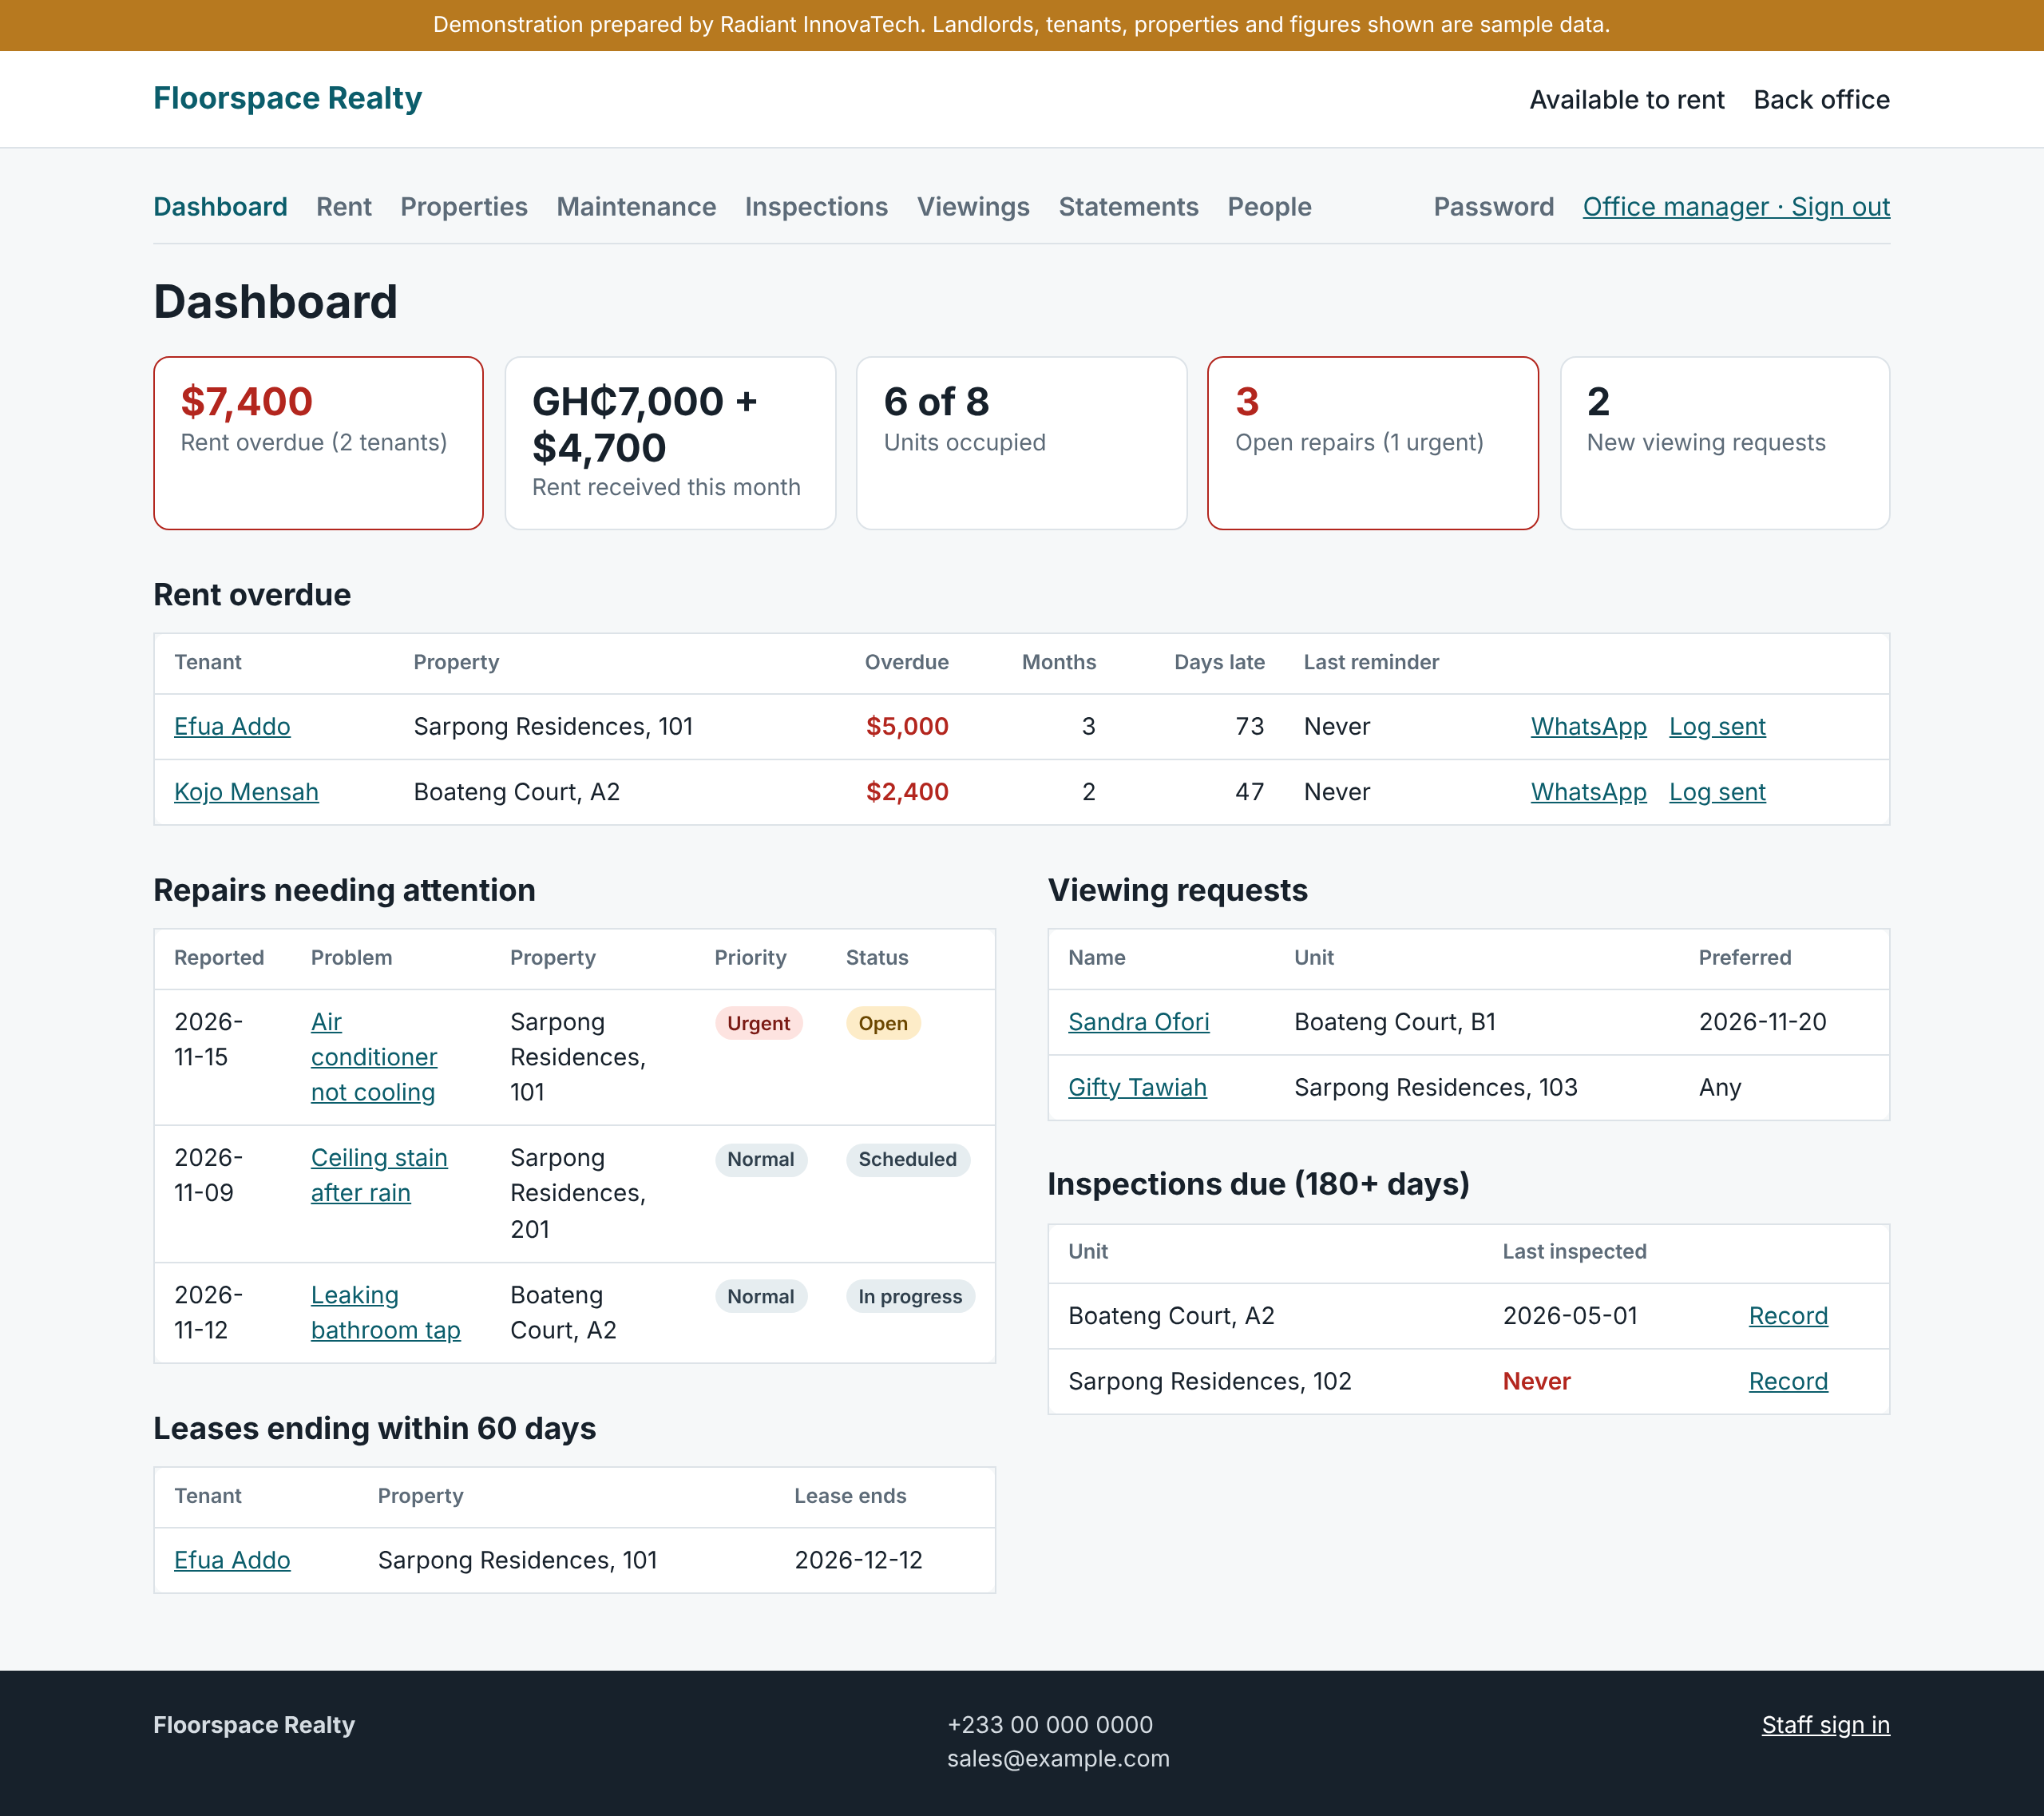 Demonstration prepared by Radiant InnovaTech. Landlords, tenants, properties and figures shown are sample data.
Floorspace Realty
Available to rent Back office
Dashboard Rent Properties Maintenance Inspections Viewings Statements People Password Office manager · Sign out
Dashboard
$7,400
Rent overdue (2 tenants)
GH₵7,000 +
$4,700
Rent received this month
6 of 8
Units occupied
3
Open repairs (1 urgent)
2
New viewing requests
Rent overdue
Tenant Property Overdue Months Days late Last reminder
Efua Addo Sarpong Residences, 101 $5,000 3 73 Never WhatsApp Log sent
Kojo Mensah Boateng Court, A2 $2,400 2 47 Never WhatsApp Log sent
Repairs needing attention
Reported Problem Property Priority Status
2026- Air Sarpong Urgent Open
11-15 conditioner Residences,
not cooling 101
2026- Ceiling stain Sarpong Normal Scheduled
11-09 after rain Residences,
201
2026- Leaking Boateng Normal In progress
11-12 bathroom tap Court, A2
Leases ending within 60 days
Tenant Property Lease ends
Efua Addo Sarpong Residences, 101 2026-12-12
Viewing requests
Name Unit Preferred
Sandra Ofori Boateng Court, B1 2026-11-20
Gifty Tawiah Sarpong Residences, 103 Any
Inspections due (180+ days)
Unit Last inspected
Boateng Court, A2 2026-05-01 Record
Sarpong Residences, 102 Never Record
Floorspace Realty
+233 00 000 0000
sales@example.com
Staff sign in